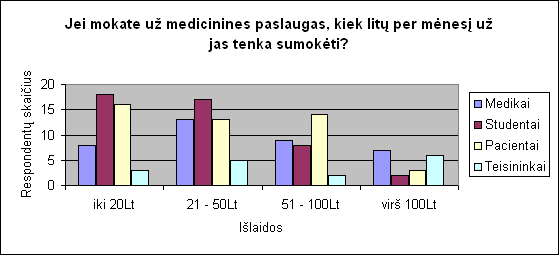 Jei mokate už medicinines paslaugas, kiek litų per mėnesį už
jas tenka sumokėti?
Respondentų skaičius
20
15
10
5
0
iki 20Lt
21 - 50Lt
51 - 100Lt
virš 100Lt
Išlaidos
Medikai
Studentai
Pacientai
Teisininkai